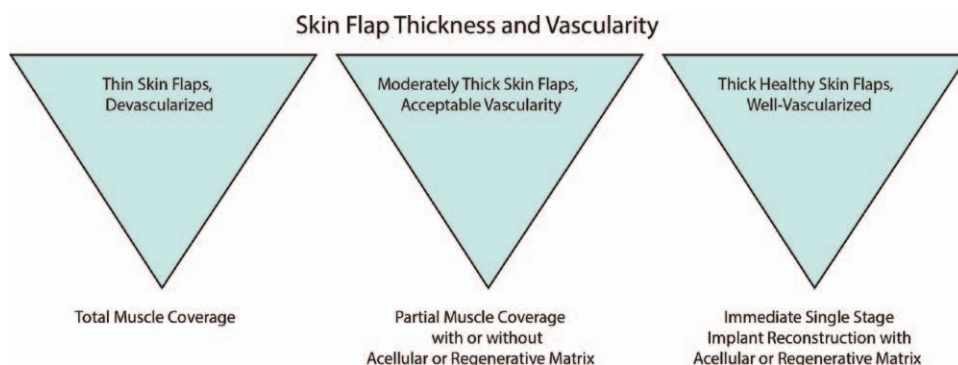 Skin Flap Thickness and Vascularity
Thin Skin Flaps,
Devascularized
Moderately Thick Skin Flaps,
Acceptable Vascularity
Thick Healthy Skin Flaps,
Well-Vascularized
Total Muscle Coverage
Partial Muscle Coverage
with or without
Acellular or Regenerative Matrix
Immediate Single Stage
Implant Reconstruction with
Acellular or Regenerative Matrix